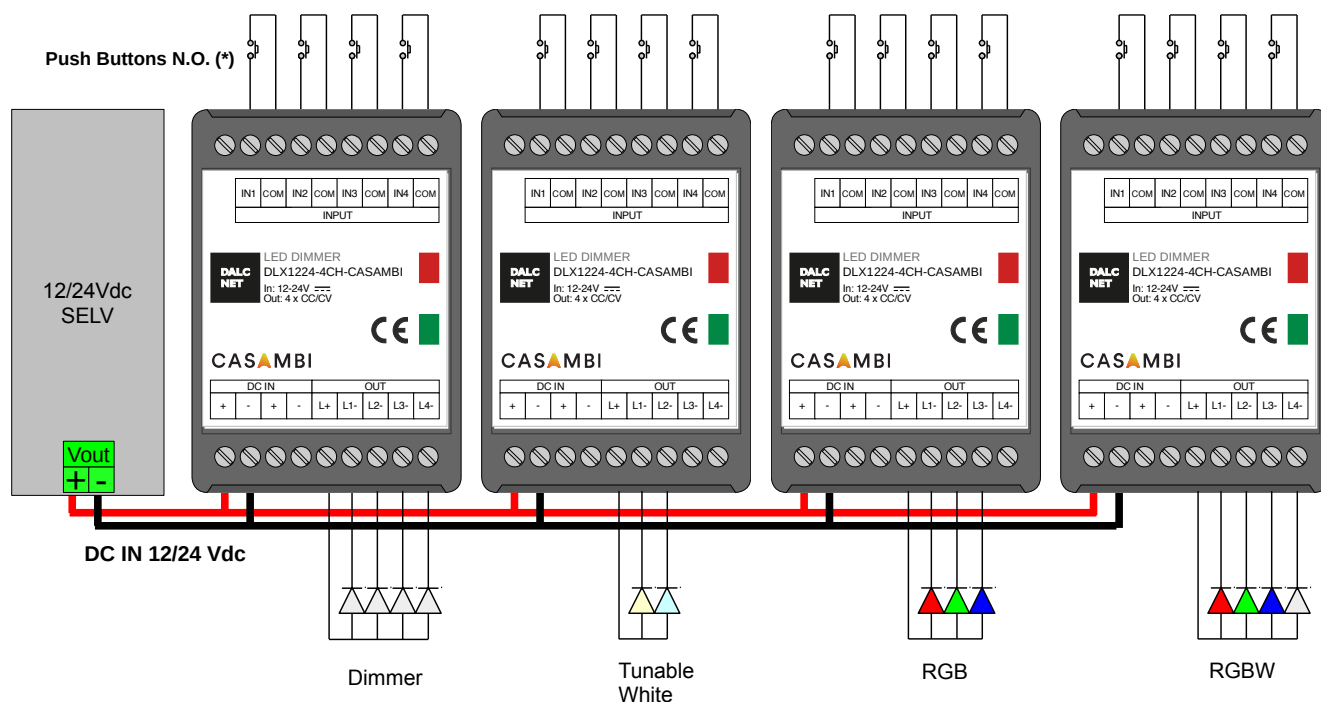 Push Buttons N.O. (*)
12/24Vdc
SELV
Vout
+ -
DC IN 12/24 Vdc
IN1 COM IN2 COM IN3 COM IN4 COM
INPUT
LED DIMMER
DLX1224-4CH-CASAMBI
DALC
NET
In: 12-24V
Out: 4 x CC/CV
CE
CASAMBI
DC IN OUT
+ - + - L+ L1- L2- L3- L4-
Dimmer
IN1 COM IN2 COM IN3 COM IN4 COM
INPUT
LED DIMMER
DLX1224-4CH-CASAMBI
DALC
NET
In: 12-24V
Out: 4 x CC/CV
CE
CASAMBI
DC IN OUT
+ - + - L+ L1- L2- L3- L4-
Tunable
White
IN1 COM IN2 COM IN3 COM IN4 COM
INPUT
LED DIMMER
DLX1224-4CH-CASAMBI
DALC
NET
In: 12-24V
Out: 4 x CC/CV
CE
CASAMBI
DC IN OUT
+ - + - L+ L1- L2- L3- L4-
RGB
IN1 COM IN2 COM IN3 COM IN4 COM
INPUT
LED DIMMER
DLX1224-4CH-CASAMBI
DALC
NET
In: 12-24V
Out: 4 x CC/CV
CE
CASAMBI
DC IN OUT
+ - + - L+ L1- L2- L3- L4-
RGBW